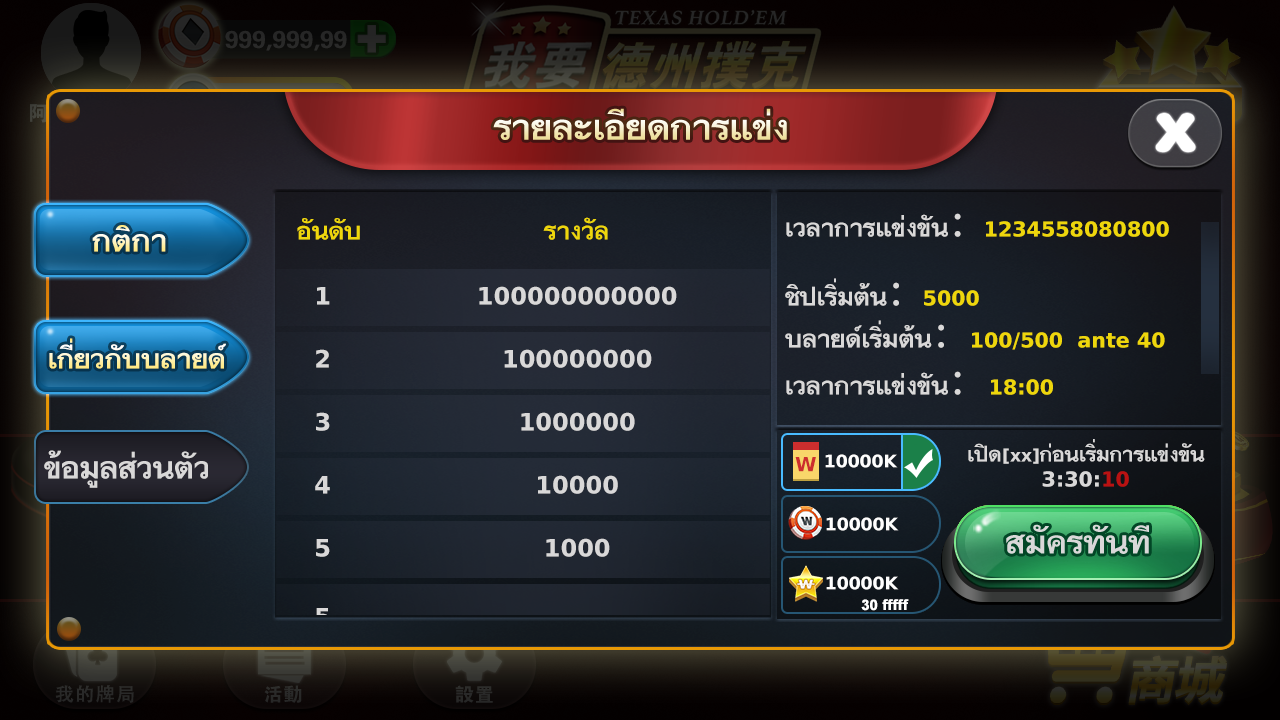 999,999,99
TEXAS HOLD'EM
我要德州撲克
阿
รายละเอียดการแข่ง
X
กติกา
เกี่ยวกับบลายด์
ข้อมูลส่วนตัว
อันดับ รางวัล
1 100000000000
2 100000000
3 1000000
4 10000
5 1000
5
เวลาการแข่งขัน： 1234558080800
ชิปเริ่มต้น： 5000
บลายด์เริ่มต้น： 100/500 ante 40
เวลาการแข่งขัน： 18:00
W 10000K
W 10000K
W 10000K
30 fffff
เปิด[xx]ก่อนเริ่มการแข่งขัน
3:30:10
สมัครทันที
我的牌局
活動
設置
商城